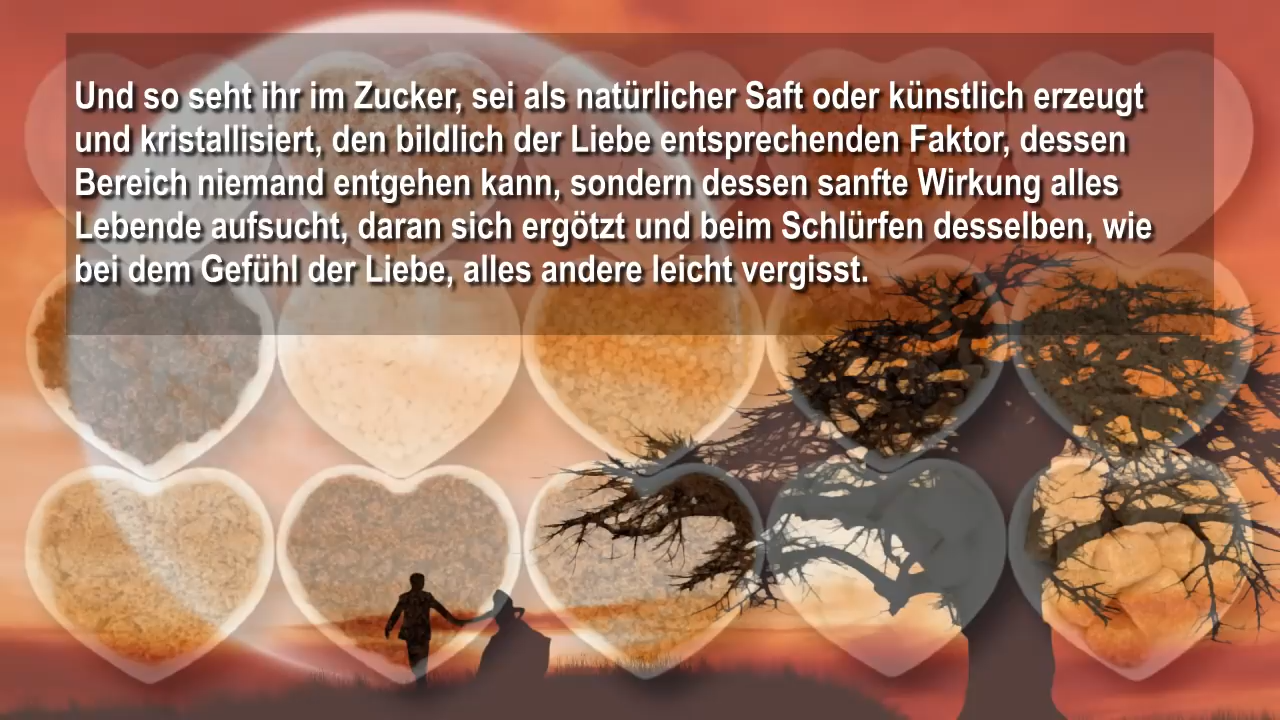 Und so seht ihr im Zucker, sei als natürlicher Saft oder künstlich erzeugt
und kristallisiert, den bildlich der Liebe entsprechenden Faktor, dessen
Bereich niemand entgehen kann, sondern dessen sanfte Wirkung alles
Lebende aufsucht, daran sich ergötzt und beim Schlürfen desselben, wie
bei dem Gefühl der Liebe, alles andere leicht vergisst.